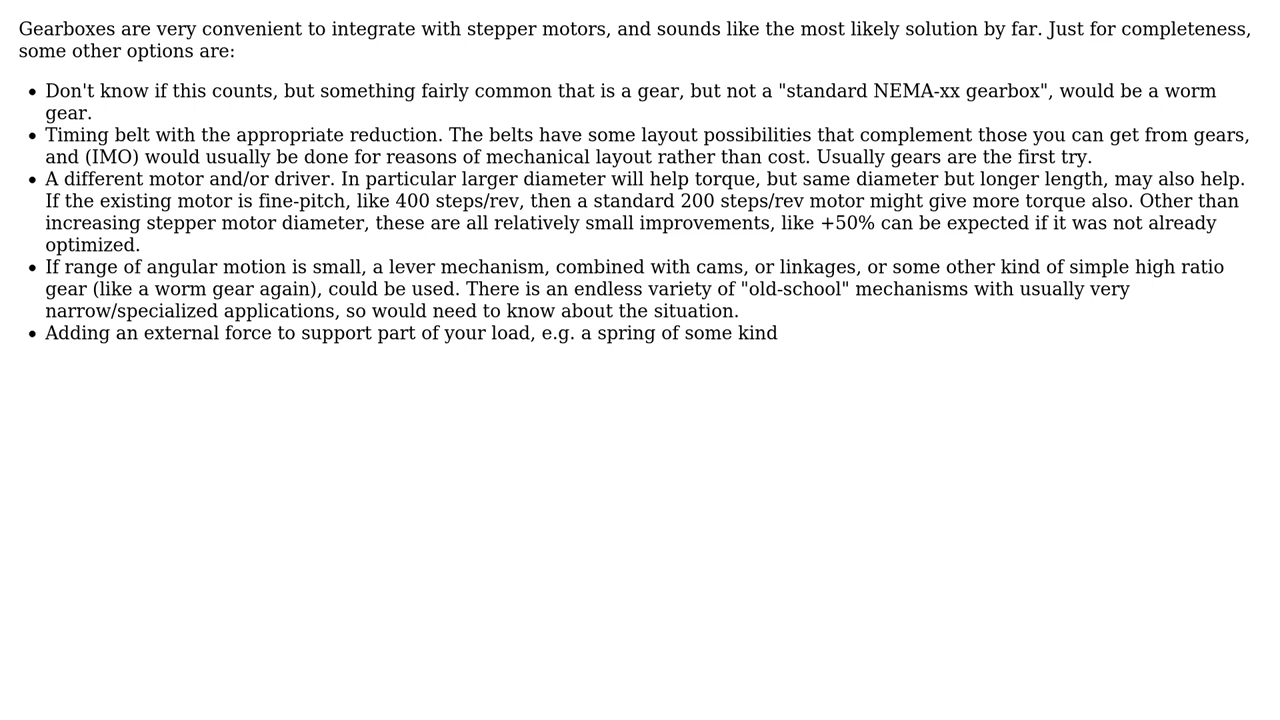 Gearboxes are very convenient to integrate with stepper motors, and sounds like the most likely solution by far. Just for completeness,
some other options are:
• Don't know if this counts, but something fairly common that is a gear, but not a "standard NEMA-xx gearbox", would be a worm
gear.
• Timing belt with the appropriate reduction. The belts have some layout possibilities that complement those you can get from gears,
and (IMO) would usually be done for reasons of mechanical layout rather than cost. Usually gears are the first try.
• A different motor and/or driver. In particular larger diameter will help torque, but same diameter but longer length, may also help.
If the existing motor is fine-pitch, like 400 steps/rev, then a standard 200 steps/rev motor might give more torque also. Other than
increasing stepper motor diameter, these are all relatively small improvements, like +50% can be expected if it was not already
optimized.
• If range of angular motion is small, a lever mechanism, combined with cams, or linkages, or some other kind of simple high ratio
gear (like a worm gear again), could be used. There is an endless variety of "old-school" mechanisms with usually very
narrow/specialized applications, so would need to know about the situation.
• Adding an external force to support part of your load, e.g. a spring of some kind